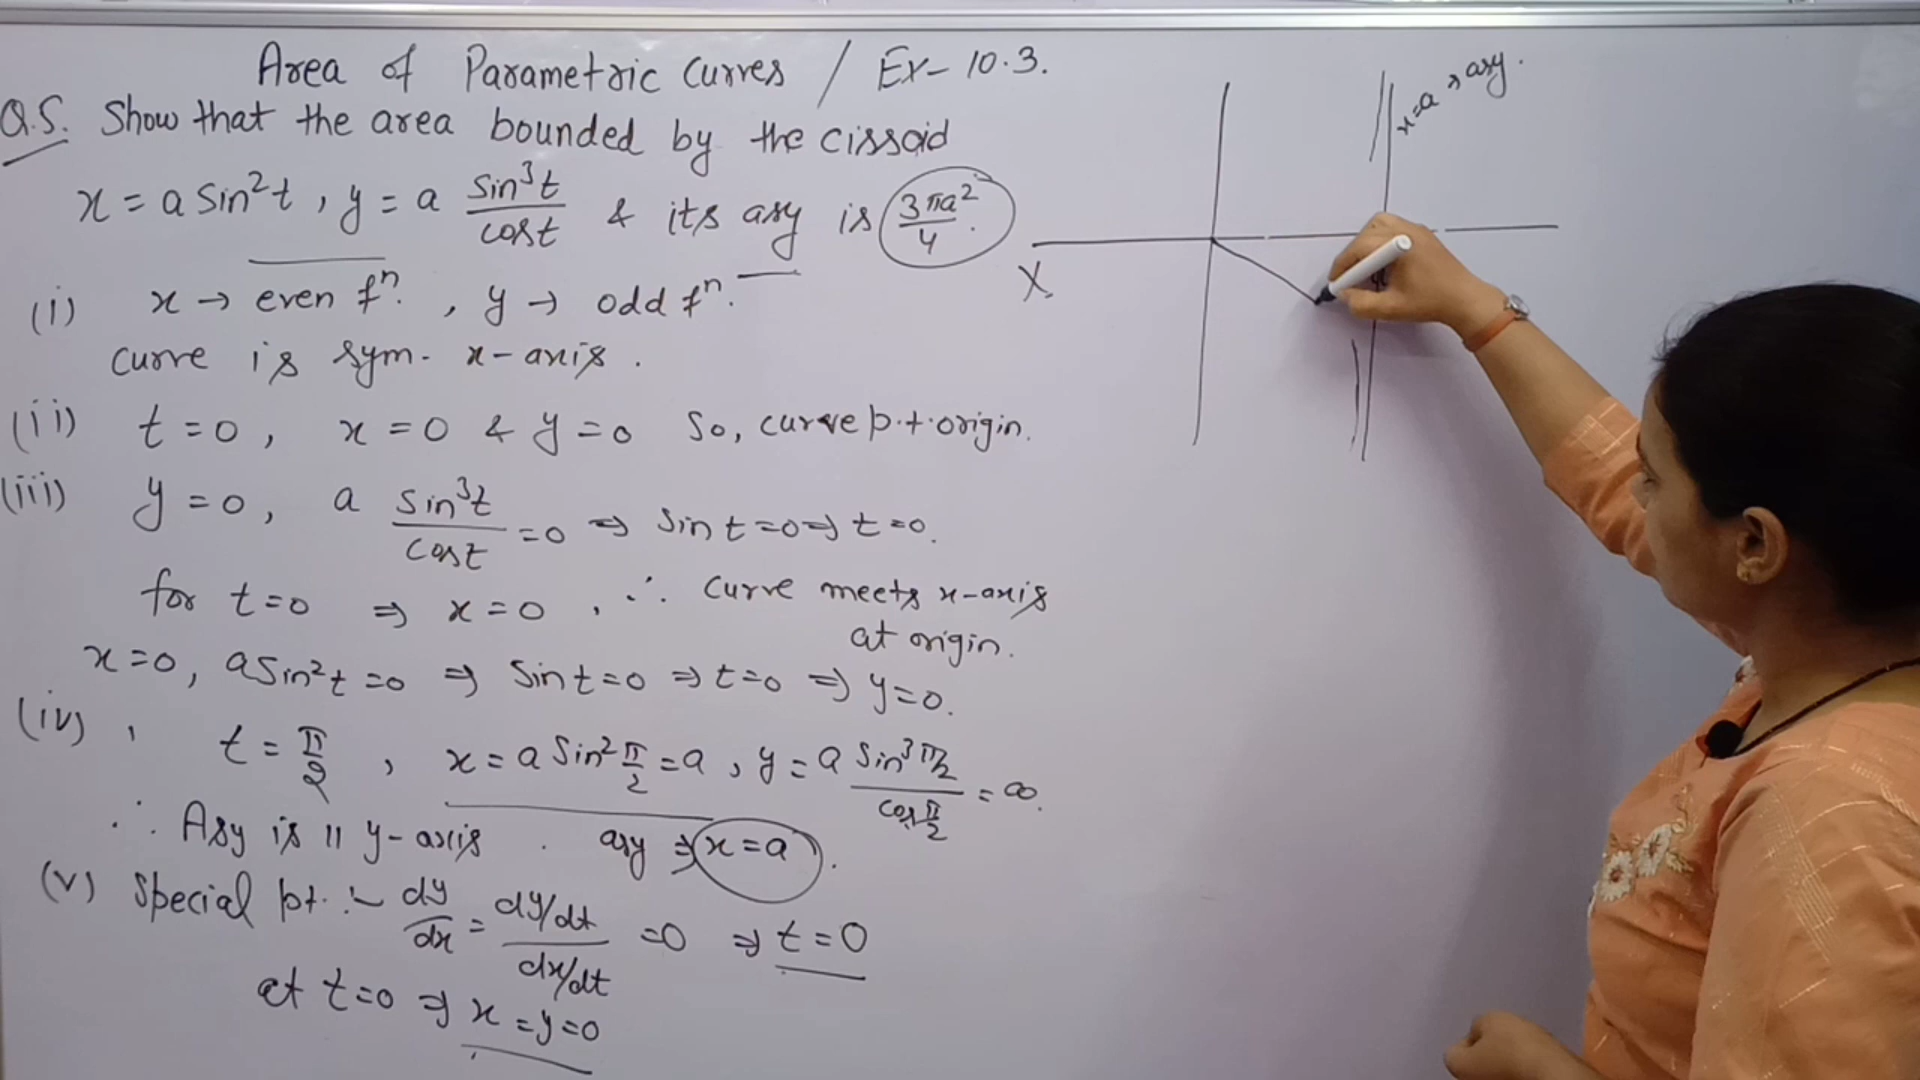 Area of Parametric Curves / Ex- 10.3.
Q.5. Show that the area bounded by the cissoid
x = a sin²t , y = a sin³t/cost & its asy is 3πa²/4.
(i) x → even fⁿ. , y → odd fⁿ.
curve is sym. x-axis.
(ii) t=0, x=0 & y=0 So, curve p.t. origin.
(iii) y=0, a sin³t/cost =0 ⇒ sin t=0 ⇒ t=0.
for t=0 ⇒ x=0 , ∴ curve meets x-axis
at origin.
x=0, a sin²t=0 ⇒ sin t=0 ⇒ t=0 ⇒ y=0.
(iv) , t=π/2 , x=a sin²π/2=a , y=a sin³π/2/cosπ/2 = ∞.
∴ Asy is || y-axis . asy ⇒ x=a .
(v) Special pt. :- dy/dx = dy/dt/dx/dt =0 ⇒ t=0
at t=0 ⇒ x=y=0
x=a → asy.
X